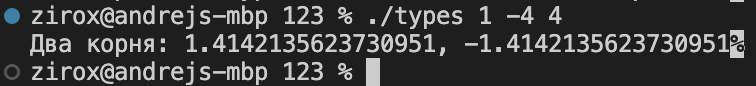 zirox@andrejs-mbp 123 % ./types 1 -4 4
Два корня: 1.4142135623730951, -1.4142135623730951%
zirox@andrejs-mbp 123 %